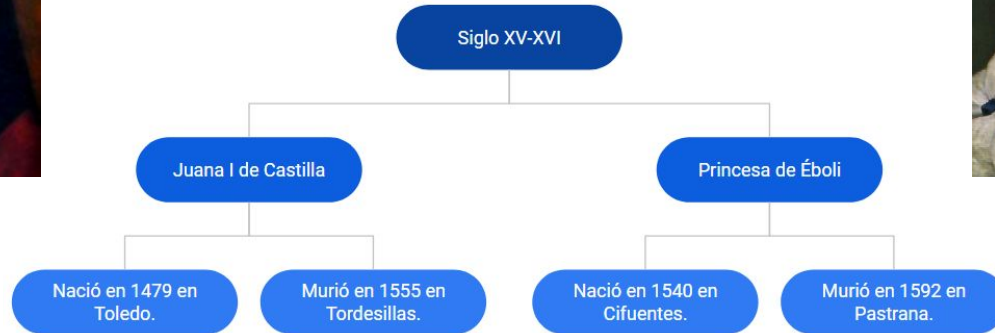 Siglo XV-XVI
Juana I de Castilla
Princesa de Éboli
Nació en 1479 en
Toledo.
Murió en 1555 en
Tordesillas.
Nació en 1540 en
Cifuentes.
Murió en 1592 en
Pastrana.